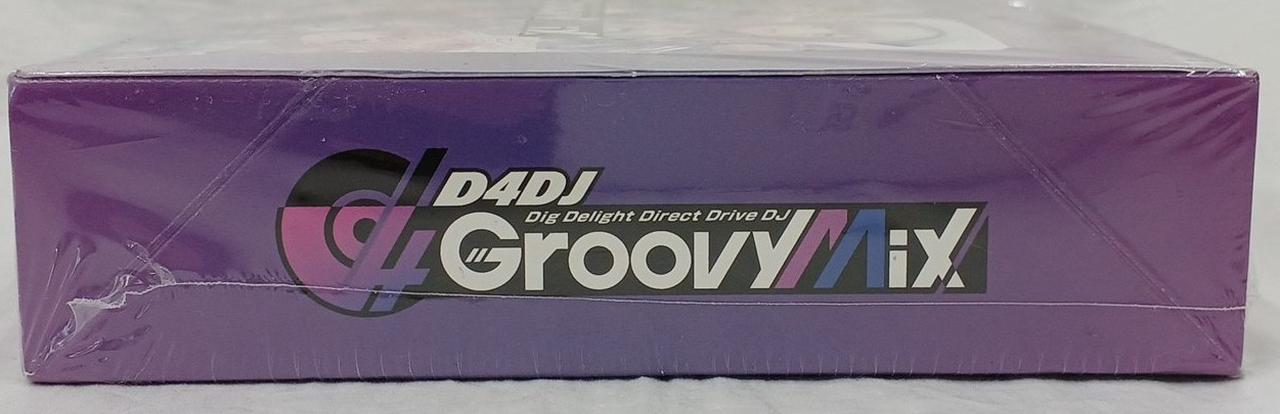 D4DJ
Dig Delight Direct Drive DJ
GroovyMix